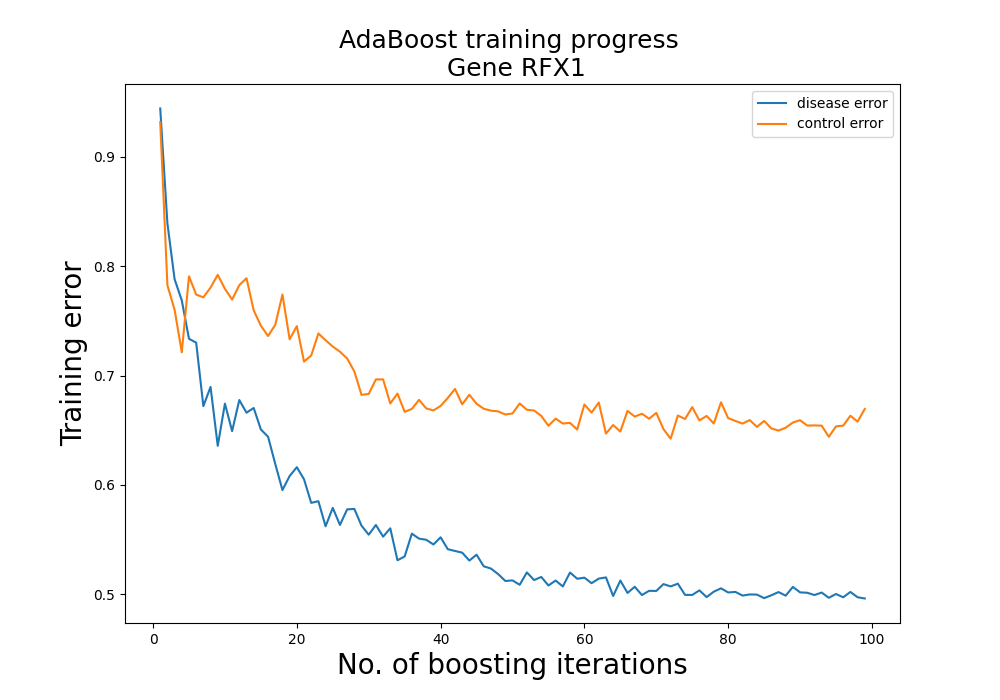 AdaBoost training progress
Gene RFX1
disease error
control error
0.9
0.8
0.7
0.6
0.5
Training error
0
20
40
60
80
100
No. of boosting iterations